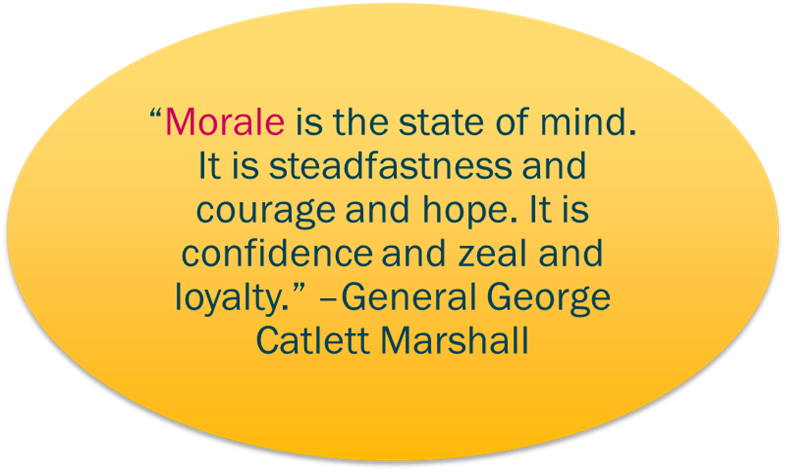 “Morale is the state of mind.
It is steadfastness and
courage and hope. It is
confidence and zeal and
loyalty.” –General George
Catlett Marshall